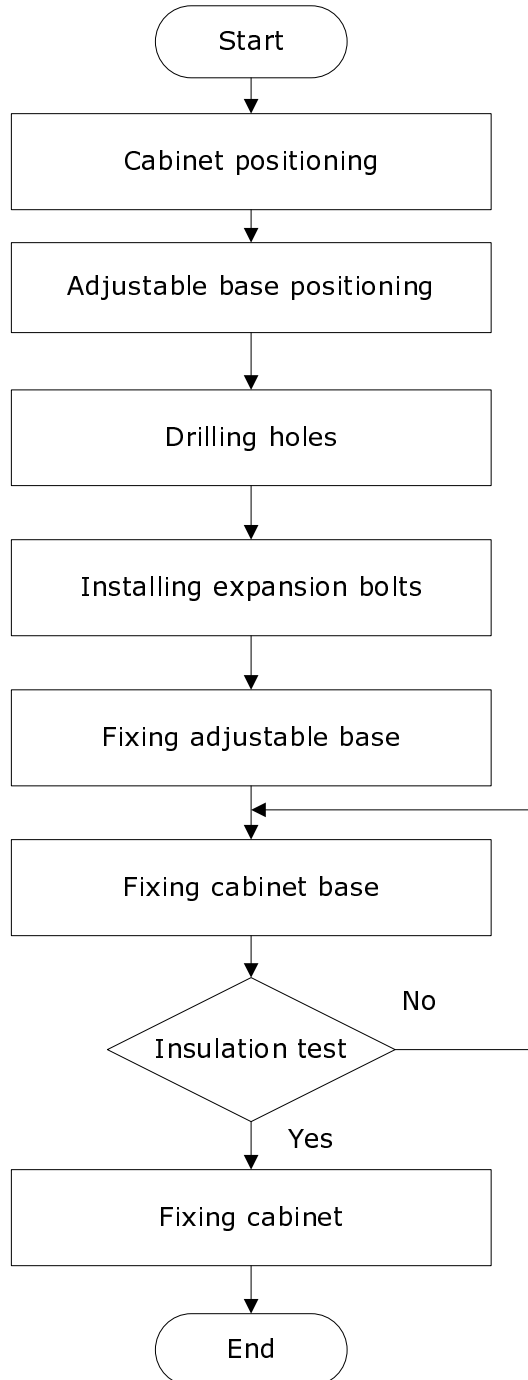 Start
Cabinet positioning
Adjustable base positioning
Drilling holes
Installing expansion bolts
Fixing adjustable base
Fixing cabinet base
No
Insulation test
Yes
Fixing cabinet
End